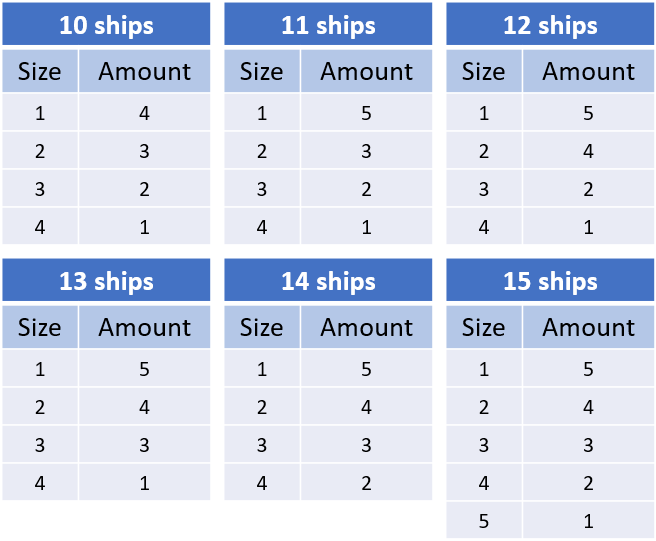 10 ships
Size Amount
1 4
2 3
3 2
4 1
11 ships
Size Amount
1 5
2 3
3 2
4 1
12 ships
Size Amount
1 5
2 4
3 2
4 1
13 ships
Size Amount
1 5
2 4
3 3
4 1
14 ships
Size Amount
1 5
2 4
3 3
4 2
15 ships
Size Amount
1 5
2 4
3 3
4 2
5 1